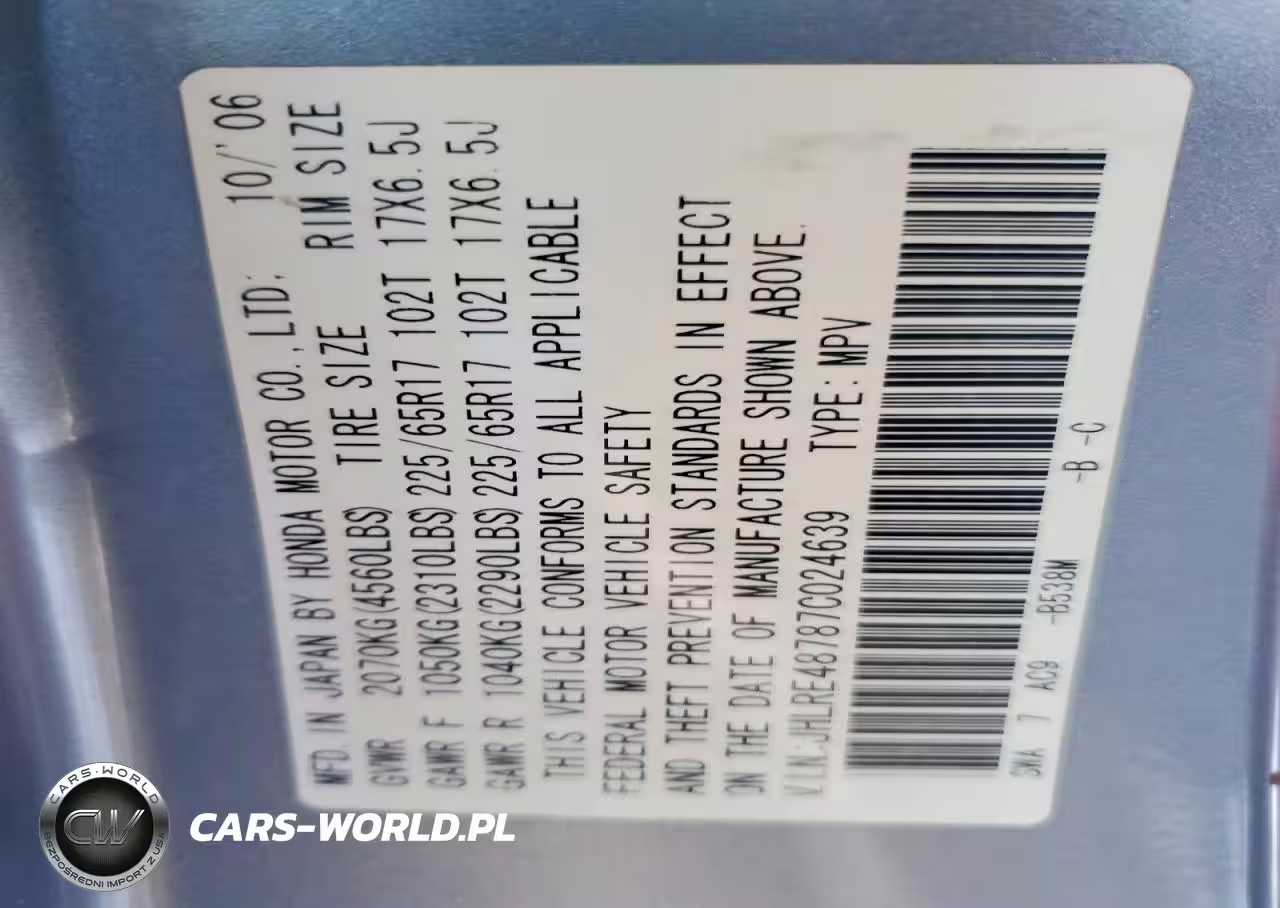 MFD. IN JAPAN BY HONDA MOTOR CO., LTD: 10/'06
GVWR 2070KG(4560LBS) TIRE SIZE RIM SIZE
GAWR F 1050KG(2310LBS) 225/65R17 102T 17X6.5J
GAWR R 1040KG(2290LBS) 225/65R17 102T 17X6.5J
THIS VEHICLE CONFORMS TO ALL APPLICABLE
FEDERAL MOTOR VEHICLE SAFETY
AND THEFT PREVENTION STANDARDS IN EFFECT
ON THE DATE OF MANUFACTURE SHOWN ABOVE.
V.I.N:JHLRE48787C024639 TYPE: MPV
SWA 7 AC9 -B538M -B -C
CARS-WORLD
CW
BEZPOŚREDNI IMPORT Z USA
CARS-WORLD.PL